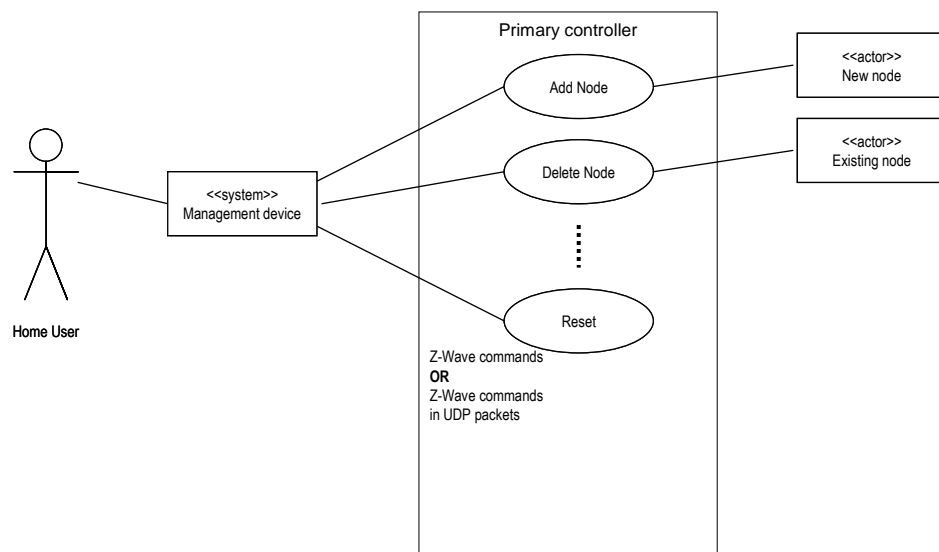 Primary controller
Add Node
<<actor>>
New node
<<actor>>
Existing node
Delete Node
<<system>>
Management device
Reset
Home User
Z-Wave commands
OR
Z-Wave commands
in UDP packets